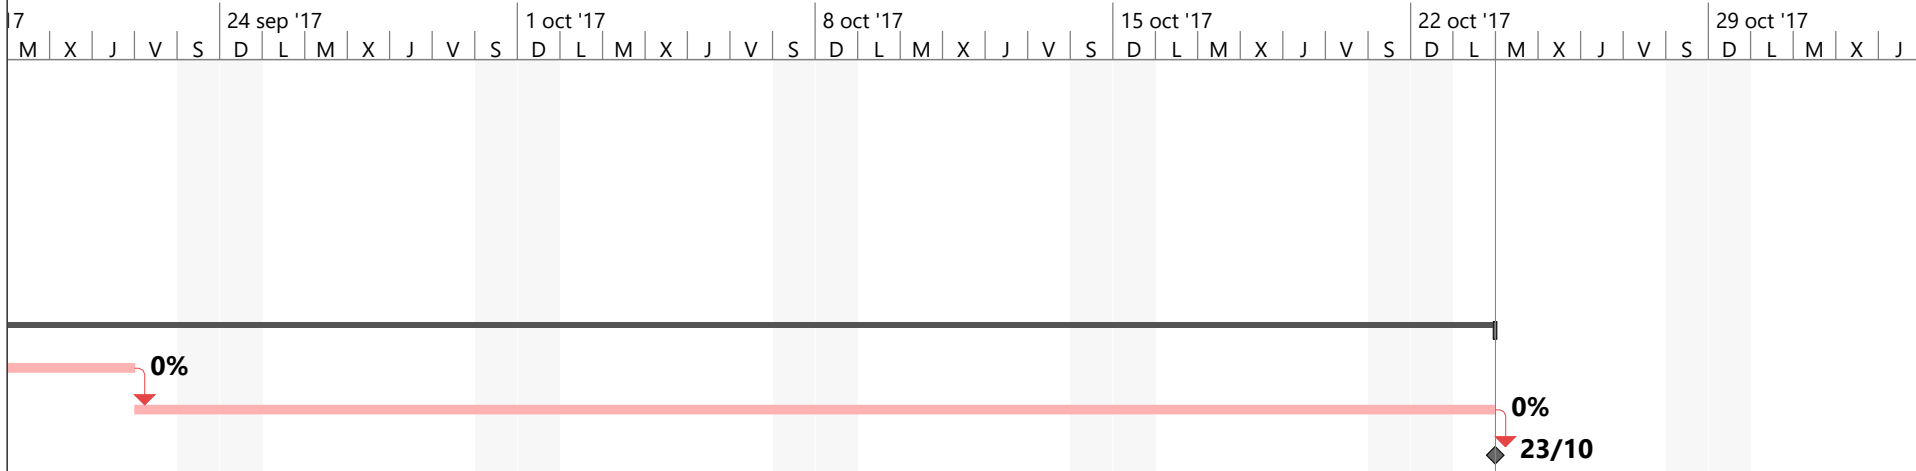 17 24 sep '17 1 oct '17 8 oct '17 15 oct '17 22 oct '17 29 oct '17
M X J V S D L M X J V S D L M X J V S D L M X J V S D L M X J V S D L M X J V S D L M X J
0%
0%
23/10